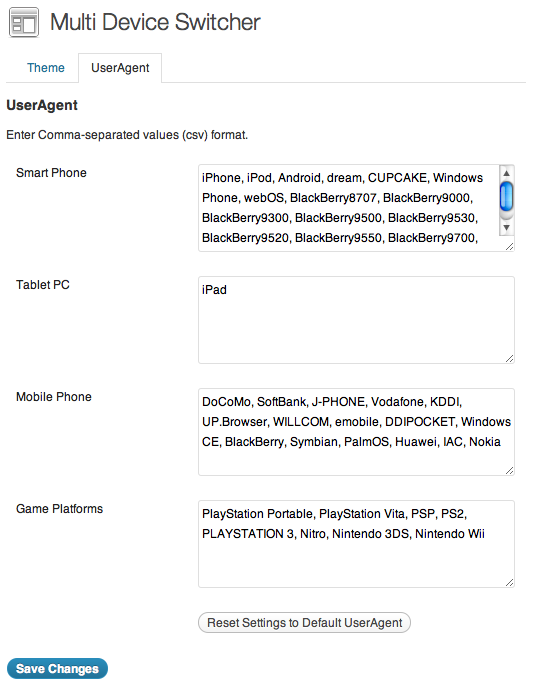 Multi Device Switcher
Theme
UserAgent
UserAgent
Enter Comma-separated values (csv) format.
Smart Phone
iPhone, iPod, Android, dream, CUPCAKE, Windows
Phone, webOS, BlackBerry8707, BlackBerry9000,
BlackBerry9300, BlackBerry9500, BlackBerry9530,
BlackBerry9520, BlackBerry9550, BlackBerry9700,
Tablet PC
iPad
Mobile Phone
DoCoMo, SoftBank, J-PHONE, Vodafone, KDDI,
UP.Browser, WILLCOM, emobile, DDIPOCKET, Windows
CE, BlackBerry, Symbian, PalmOS, Huawei, IAC, Nokia
Game Platforms
PlayStation Portable, PlayStation Vita, PSP, PS2,
PLAYSTATION 3, Nitro, Nintendo 3DS, Nintendo Wii
Reset Settings to Default UserAgent
Save Changes